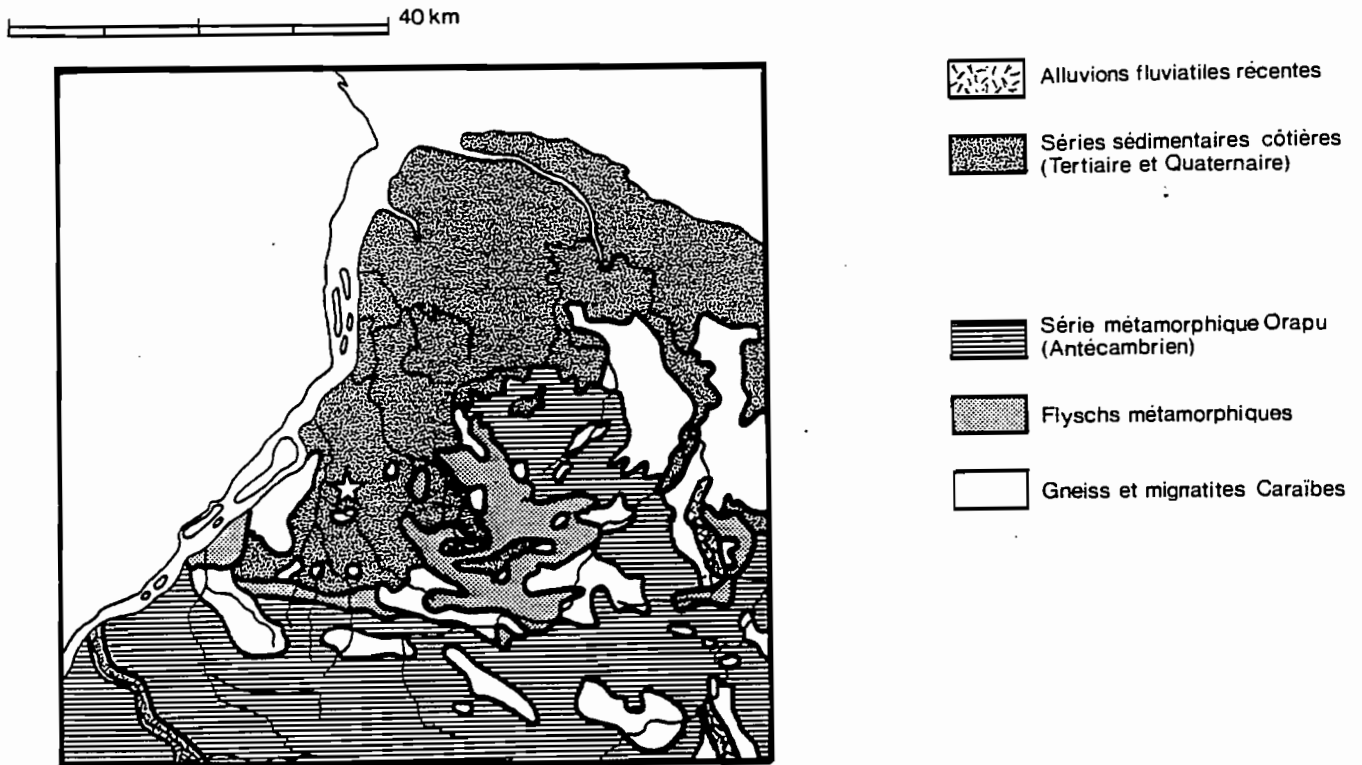 40 km
Alluvions fluviatiles récentes
Séries sédimentaires côtières
(Tertiaire et Quaternaire)
Série métamorphique Orapu
(Antécambrien)
Flyschs métamorphiques
Gneiss et migmatites Caraïbes